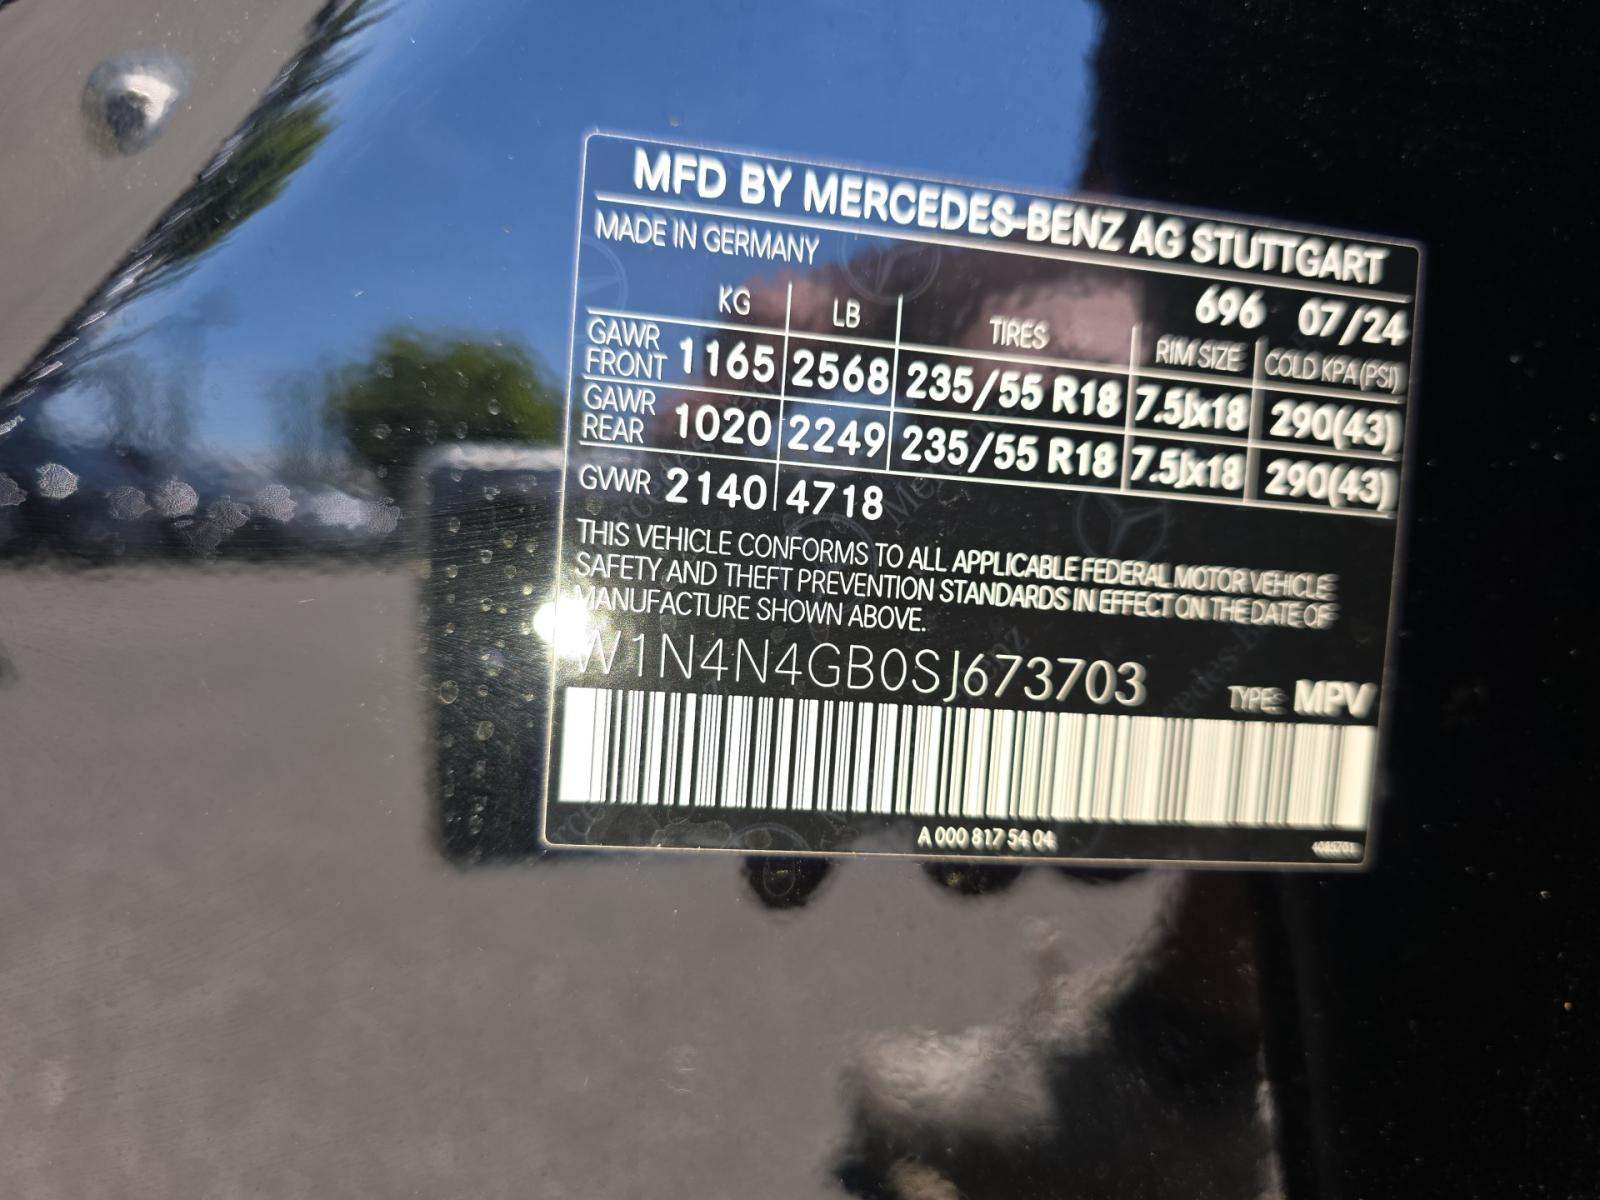 MFD BY MERCEDES-BENZ AG STUTTGART
MADE IN GERMANY
696 07/24
KG LB TIRES RIM SIZE COLD KPA (PSI)
GAWR FRONT 1165 2568 235/55 R18 7.5Jx18 290(43)
GAWR REAR 1020 2249 235/55 R18 7.5Jx18 290(43)
GVWR 2140 4718
THIS VEHICLE CONFORMS TO ALL APPLICABLE FEDERAL MOTOR VEHICLE
SAFETY AND THEFT PREVENTION STANDARDS IN EFFECT ON THE DATE OF
MANUFACTURE SHOWN ABOVE.
W1N4N4GB0SJ673703
TYPE: MPV
A 000 817 54 04